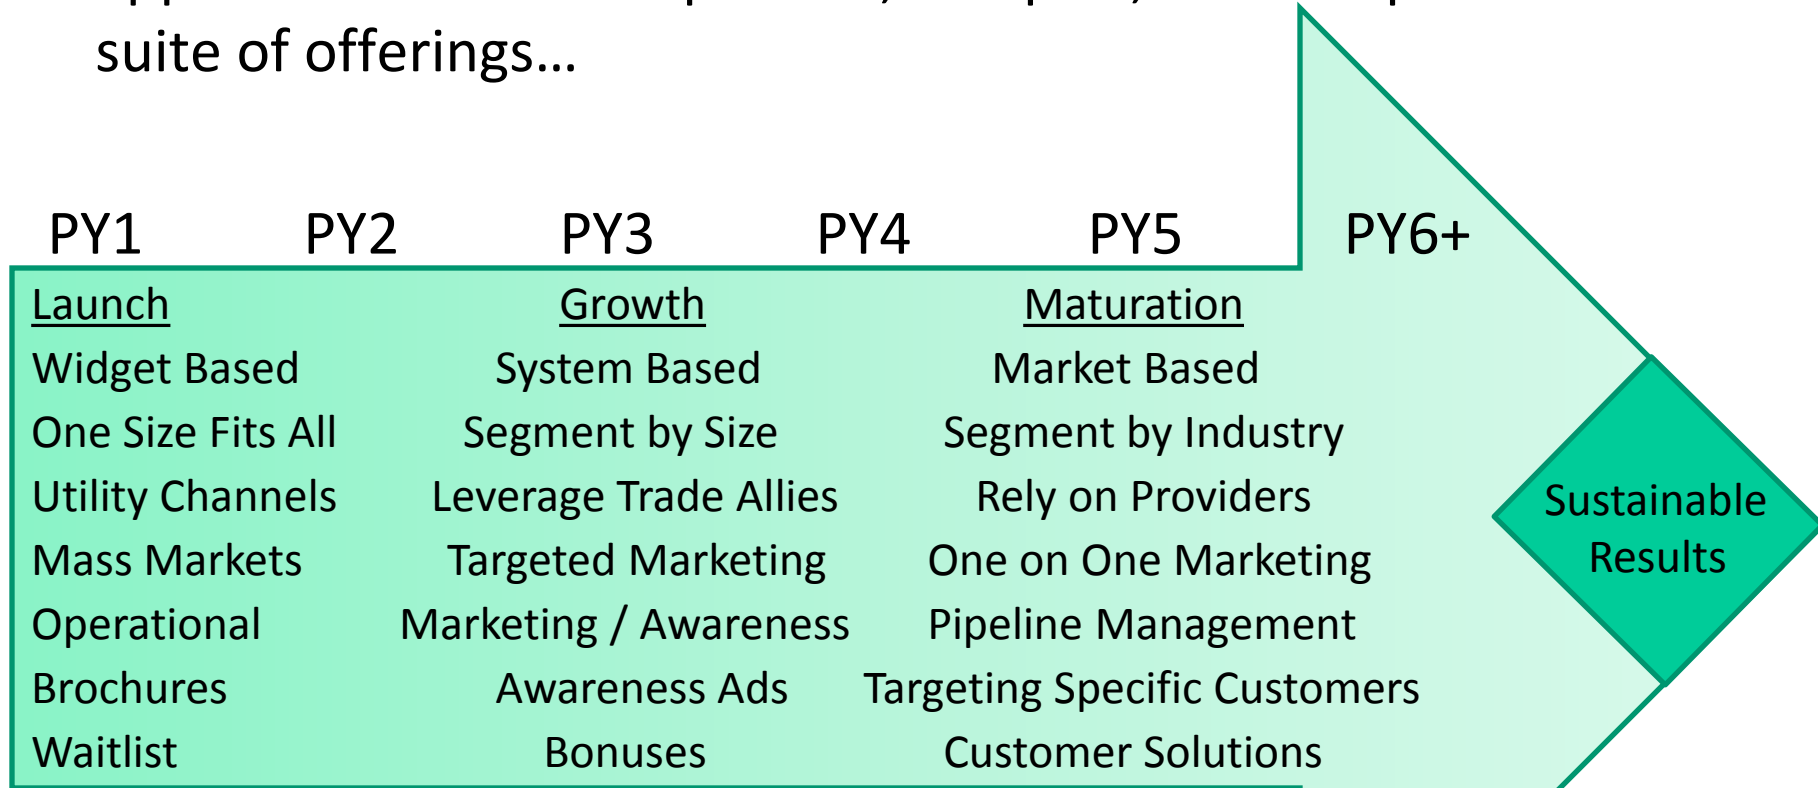 suite of offerings…
PY1 PY2 PY3 PY4 PY5 PY6+
Launch Growth Maturation
Widget Based System Based Market Based
One Size Fits All Segment by Size Segment by Industry
Utility Channels Leverage Trade Allies Rely on Providers
Mass Markets Targeted Marketing One on One Marketing
Operational Marketing / Awareness Pipeline Management
Brochures Awareness Ads Targeting Specific Customers
Waitlist Bonuses Customer Solutions
Sustainable
Results